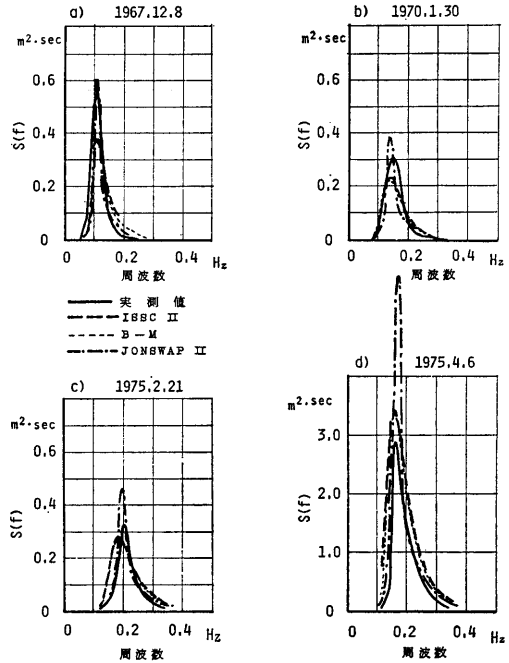 a) 1967.12.8
m²・sec
0.6
0.4
0.2
0
S(f)
0 0.2 0.4 Hz
周波数
b) 1970.1.30
m²・sec
0.6
0.4
0.2
0
S(f)
0 0.2 0.4 Hz
周波数
実測値
ISSC II
B-M
JONSWAP II
c) 1975.2.21
m²・sec
0.6
0.4
0.2
0
S(f)
0 0.2 0.4 Hz
周波数
d) 1975.4.6
m²・sec
3.0
2.0
1.0
0
S(f)
0 0.2 0.4 Hz
周波数